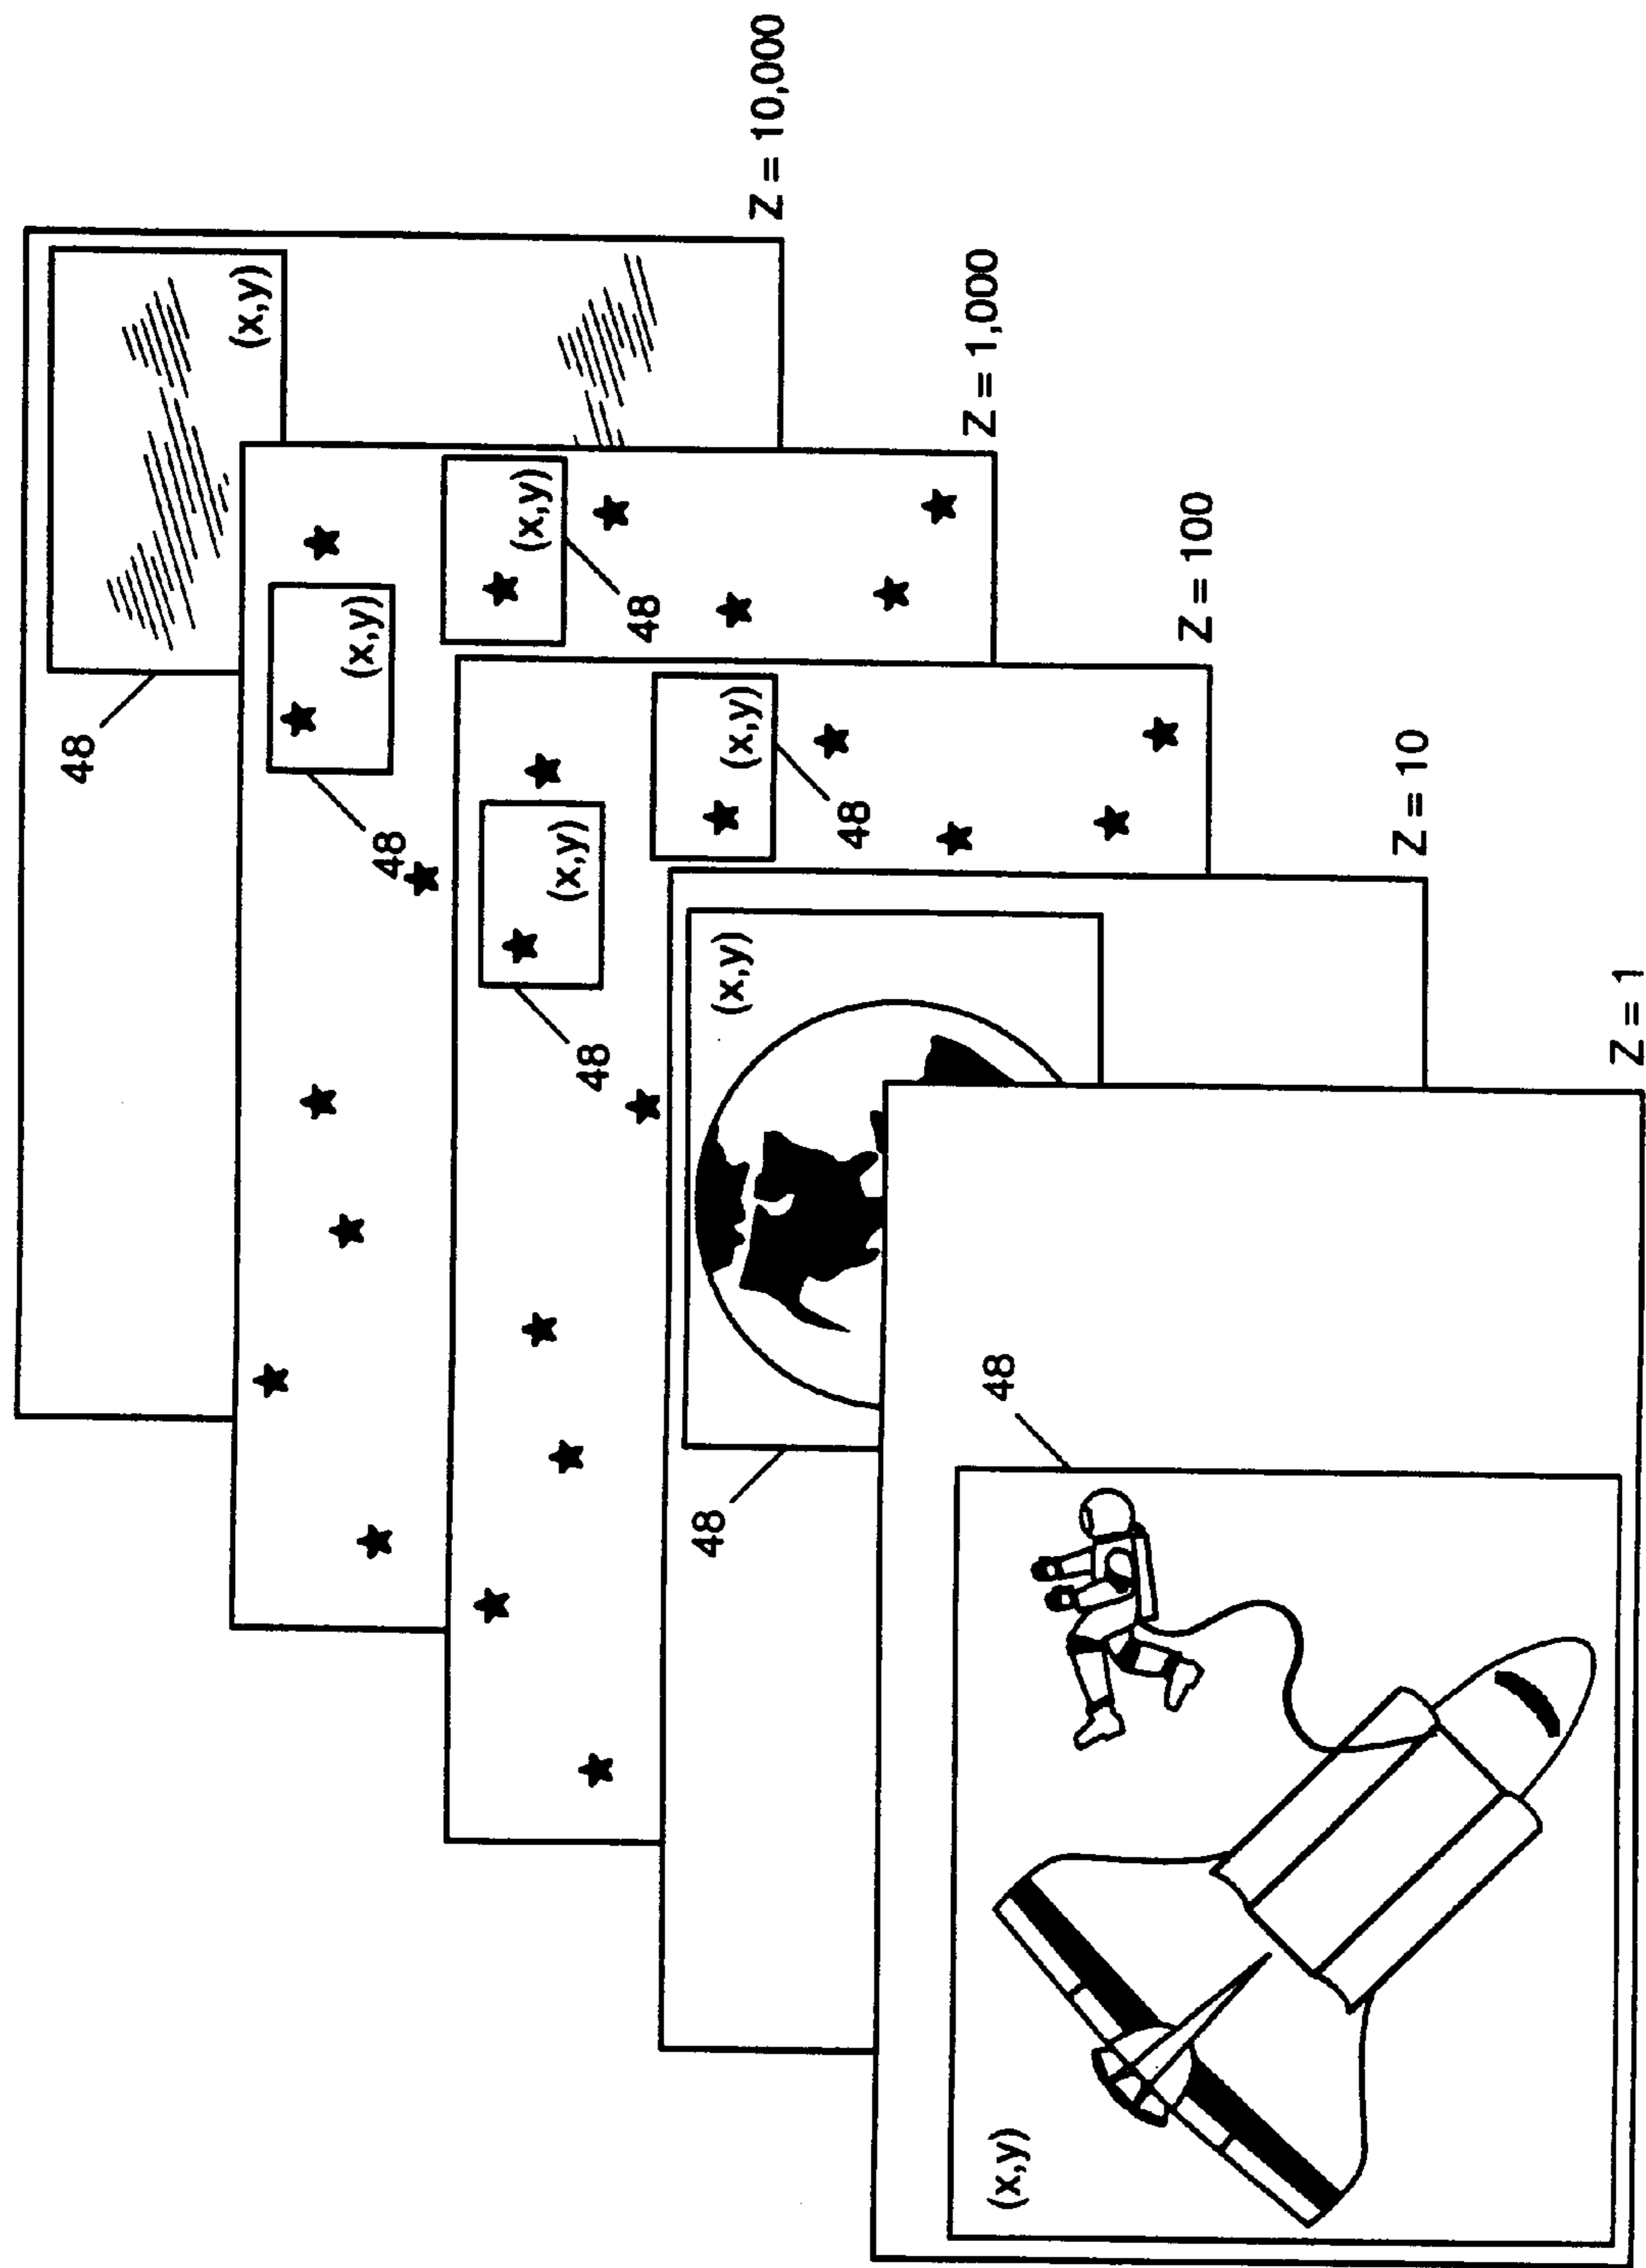 48
(x,y)
(x,y)
48
(x,y)
(x,y)
48
48
48
(x,y)
(x,y)
Z = 10,000
48
(x,y)
48
Z = 1,000
Z = 100
Z = 10
Z = 1